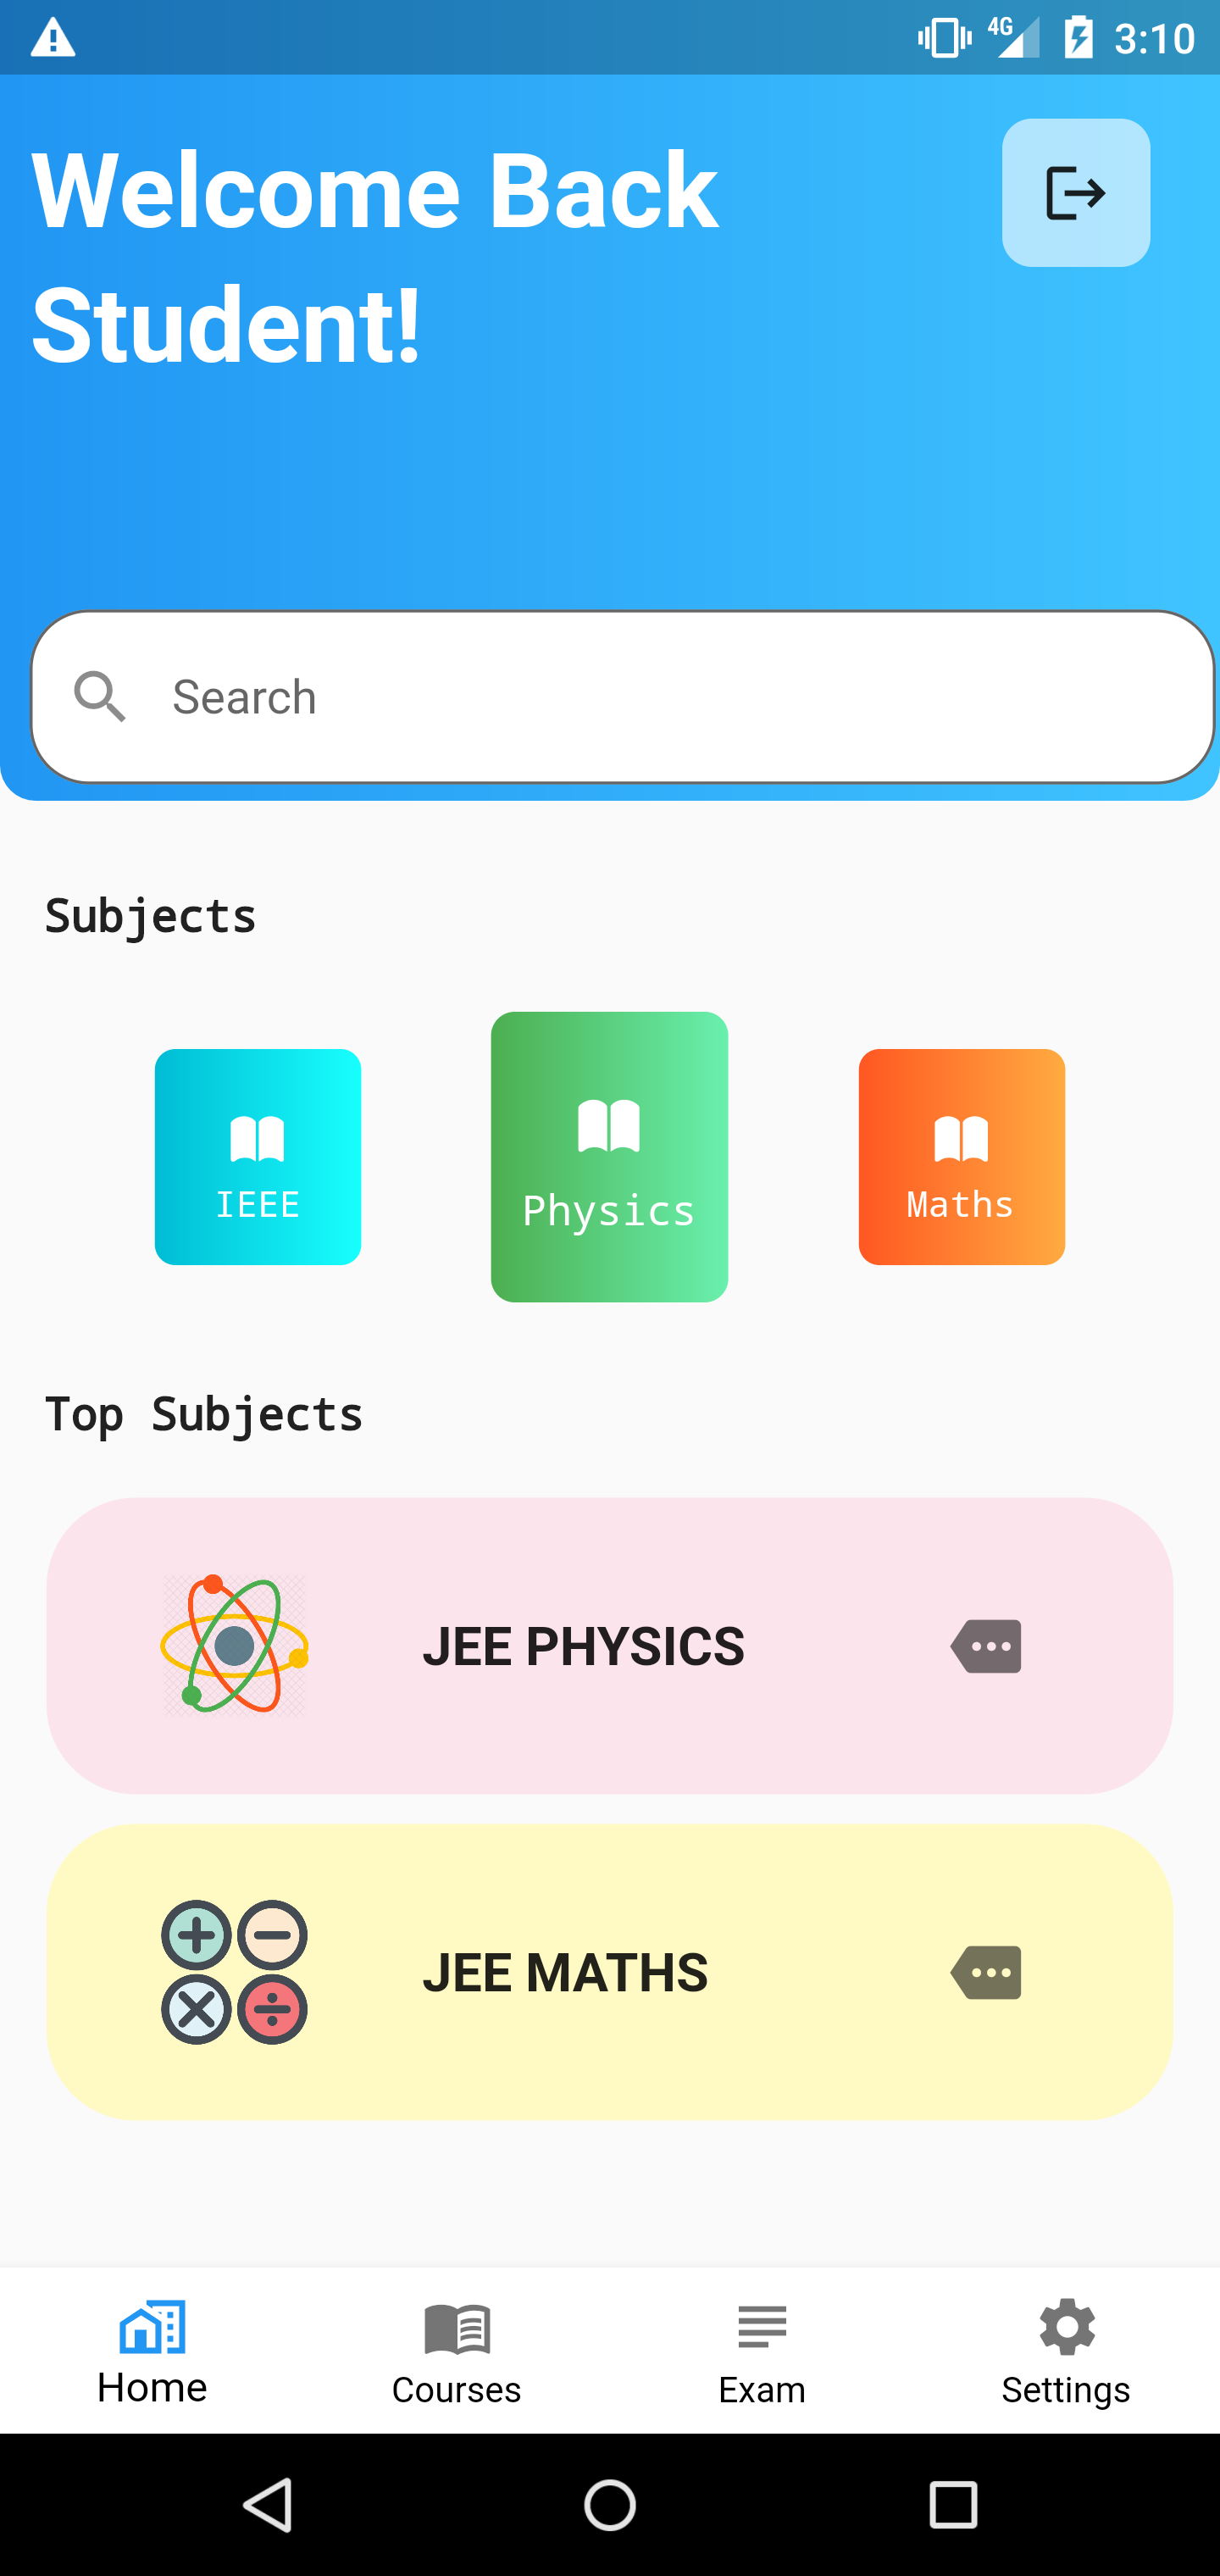 4G 3:10
Welcome Back
Student!
Search
Subjects
IEEE
Physics
Maths
Top Subjects
JEE PHYSICS
JEE MATHS
Home
Courses
Exam
Settings